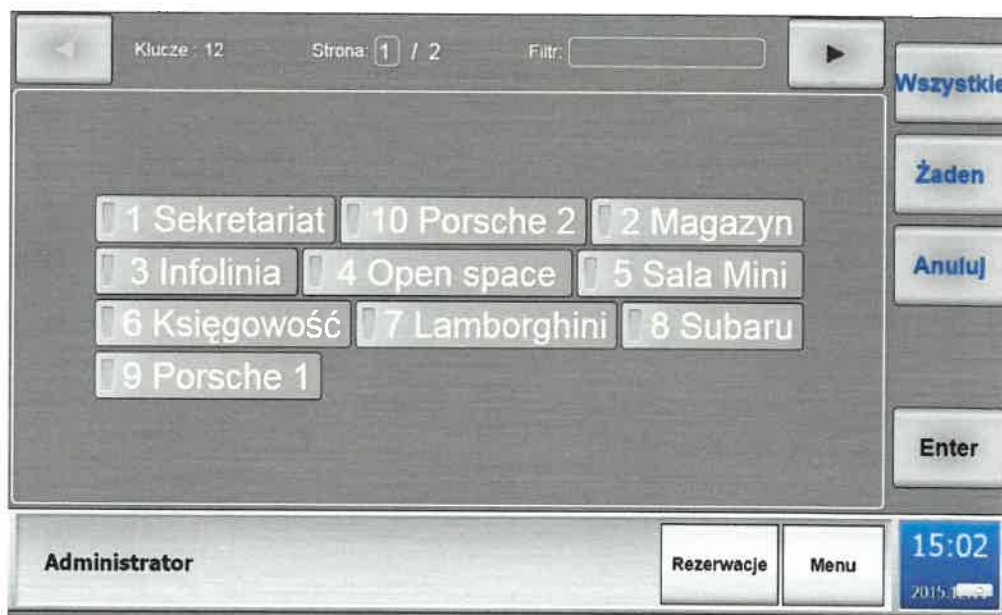 Klucze : 12 Strona: 1 / 2 Filtr:
Wszystkie
Żaden
Anuluj
1 Sekretariat 10 Porsche 2 2 Magazyn
3 Infolinia 4 Open space 5 Sala Mini
6 Księgowość 7 Lamborghini 8 Subaru
9 Porsche 1
Enter
Administrator Rezerwacje Menu
15:02